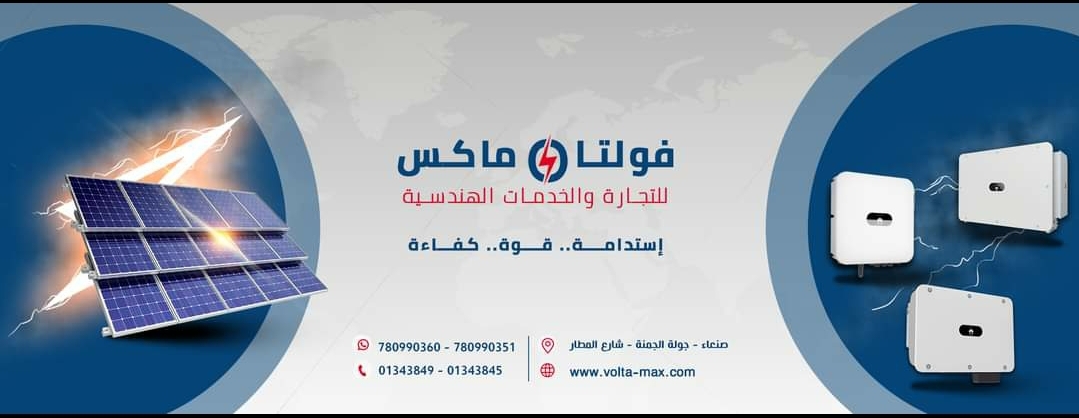 فولتا ماكس
للتجارة والخدمات الهندسية
إستدامة.. قوة.. كفاءة
صنعاء - جولة الجمنة - شارع المطار
780990360 - 780990351
www.volta-max.com
01343849 - 01343845